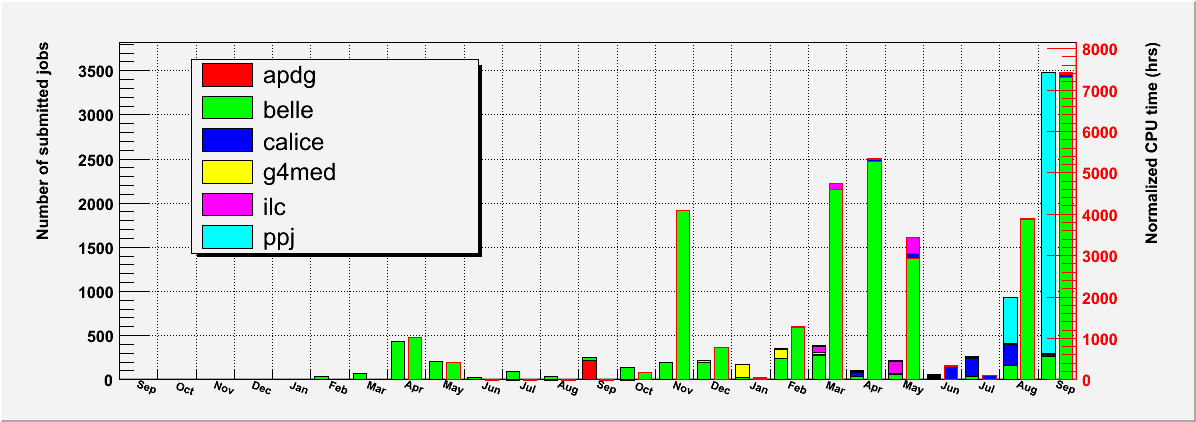 Number of submitted jobs
3500
3000
2500
2000
1500
1000
500
0
apdg
belle
calice
g4med
ilc
ppj
Sep Oct Nov Dec Jan Feb Mar Apr May Jun Jul Aug Sep Oct Nov Dec Jan Feb Mar Apr May Jun Jul Aug Sep
8000
7000
6000
5000
4000
3000
2000
1000
0
Normalized CPU time (hrs)